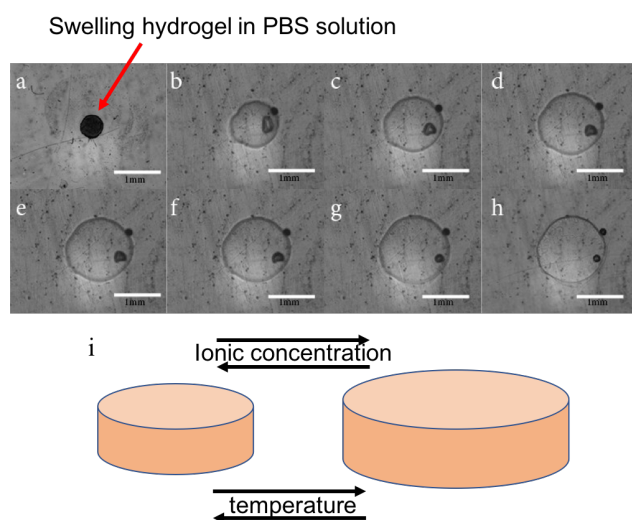 Swelling hydrogel in PBS solution
a
b
c
d
1mm
1mm
1mm
1mm
e
f
g
h
1mm
1mm
1mm
1mm
i
Ionic concentration
temperature